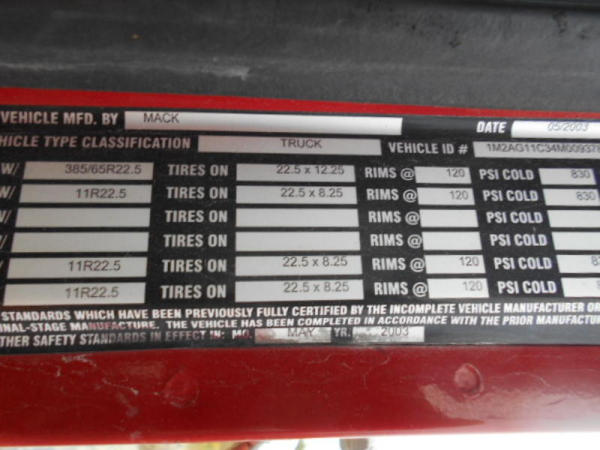 VEHICLE MFD. BY MACK DATE 05/2003
VEHICLE TYPE CLASSIFICATION TRUCK VEHICLE ID # 1M2AG11C34M00937
W/ 385/65R22.5 TIRES ON 22.5 x 12.25 RIMS @ 120 PSI COLD 830
W/ 11R22.5 TIRES ON 22.5 x 8.25 RIMS @ 120 PSI COLD 830
W/ TIRES ON RIMS @ PSI COLD
W/ TIRES ON RIMS @ PSI COLD
W/ 11R22.5 TIRES ON 22.5 x 8.25 RIMS @ 120 PSI COLD
11R22.5 TIRES ON 22.5 x 8.25 RIMS @ 120 PSI COLD
STANDARDS WHICH HAVE BEEN PREVIOUSLY FULLY CERTIFIED BY THE INCOMPLETE VEHICLE MANUFACTURER OR
INAL-STAGE MANUFACTURE. THE VEHICLE HAS BEEN COMPLETED IN ACCORDANCE WITH THE PRIOR MANUFACTUR
THER SAFETY STANDARDS IN EFFECT IN: MO. MAY YR. 2003